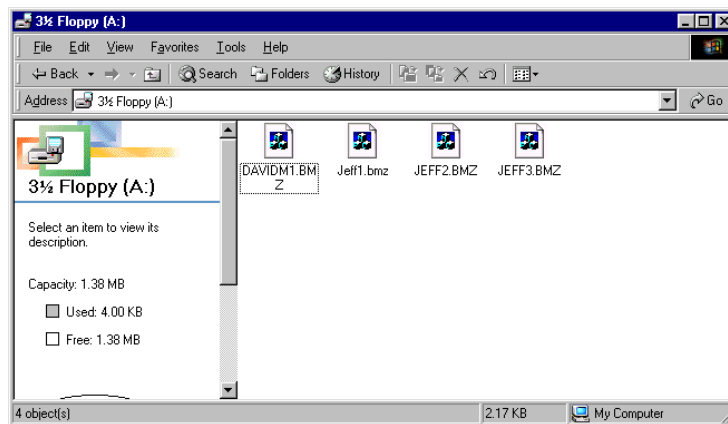 3½ Floppy (A:)
File Edit View Favorites Tools Help
Back Search Folders History
Address 3½ Floppy (A:) Go
3½ Floppy (A:)
Select an item to view its
description.
Capacity: 1.38 MB
Used: 4.00 KB
Free: 1.38 MB
DAVIDM1.BM
Z
Jeff1.bmz
JEFF2.BMZ
JEFF3.BMZ
4 object(s) 2.17 KB My Computer